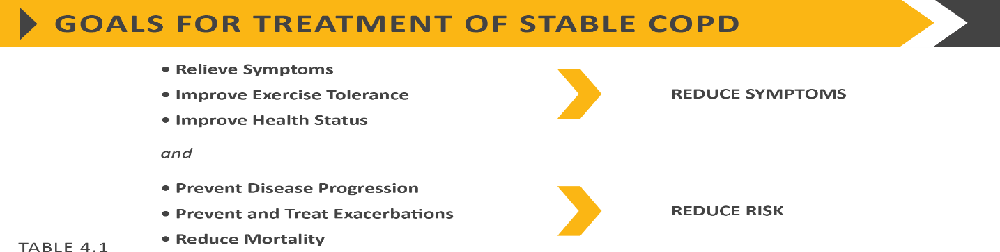 GOALS FOR TREATMENT OF STABLE COPD
• Relieve Symptoms
• Improve Exercise Tolerance
• Improve Health Status
REDUCE SYMPTOMS
and
• Prevent Disease Progression
• Prevent and Treat Exacerbations
• Reduce Mortality
REDUCE RISK
TABLE 4.1